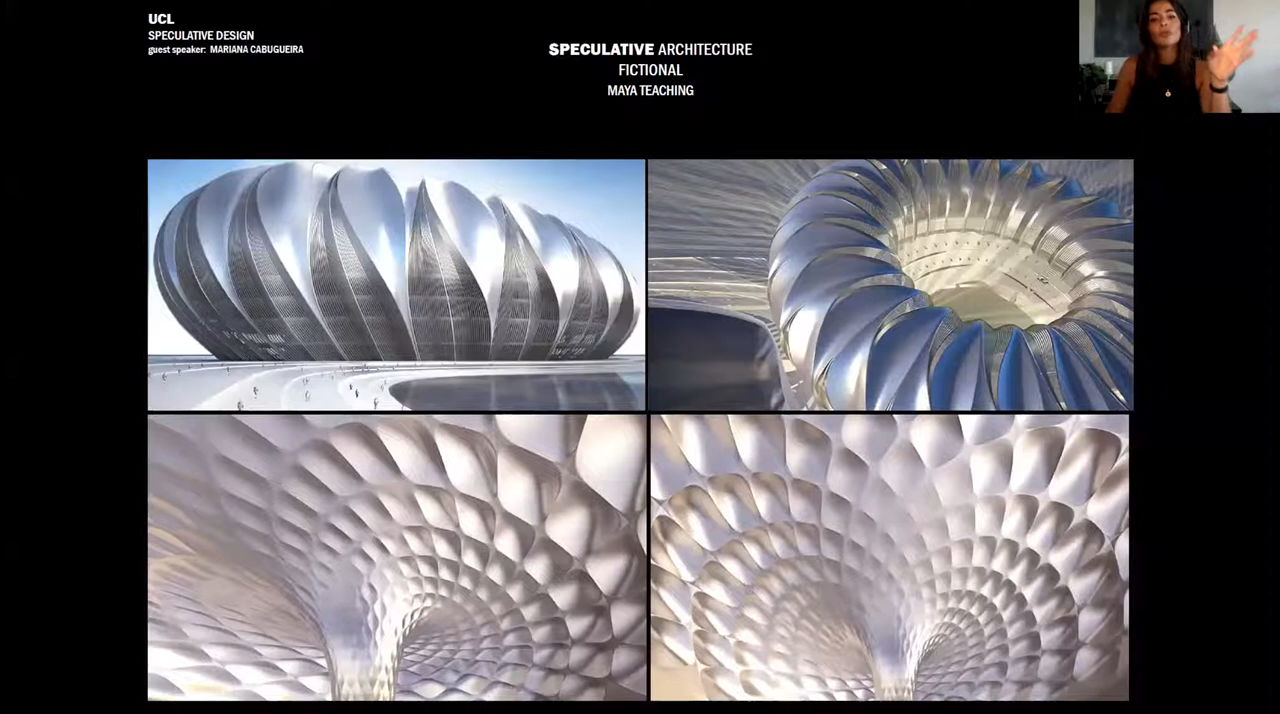 UCL
SPECULATIVE DESIGN
guest speaker: MARIANA CABUGUEIRA
SPECULATIVE ARCHITECTURE
FICTIONAL
MAYA TEACHING